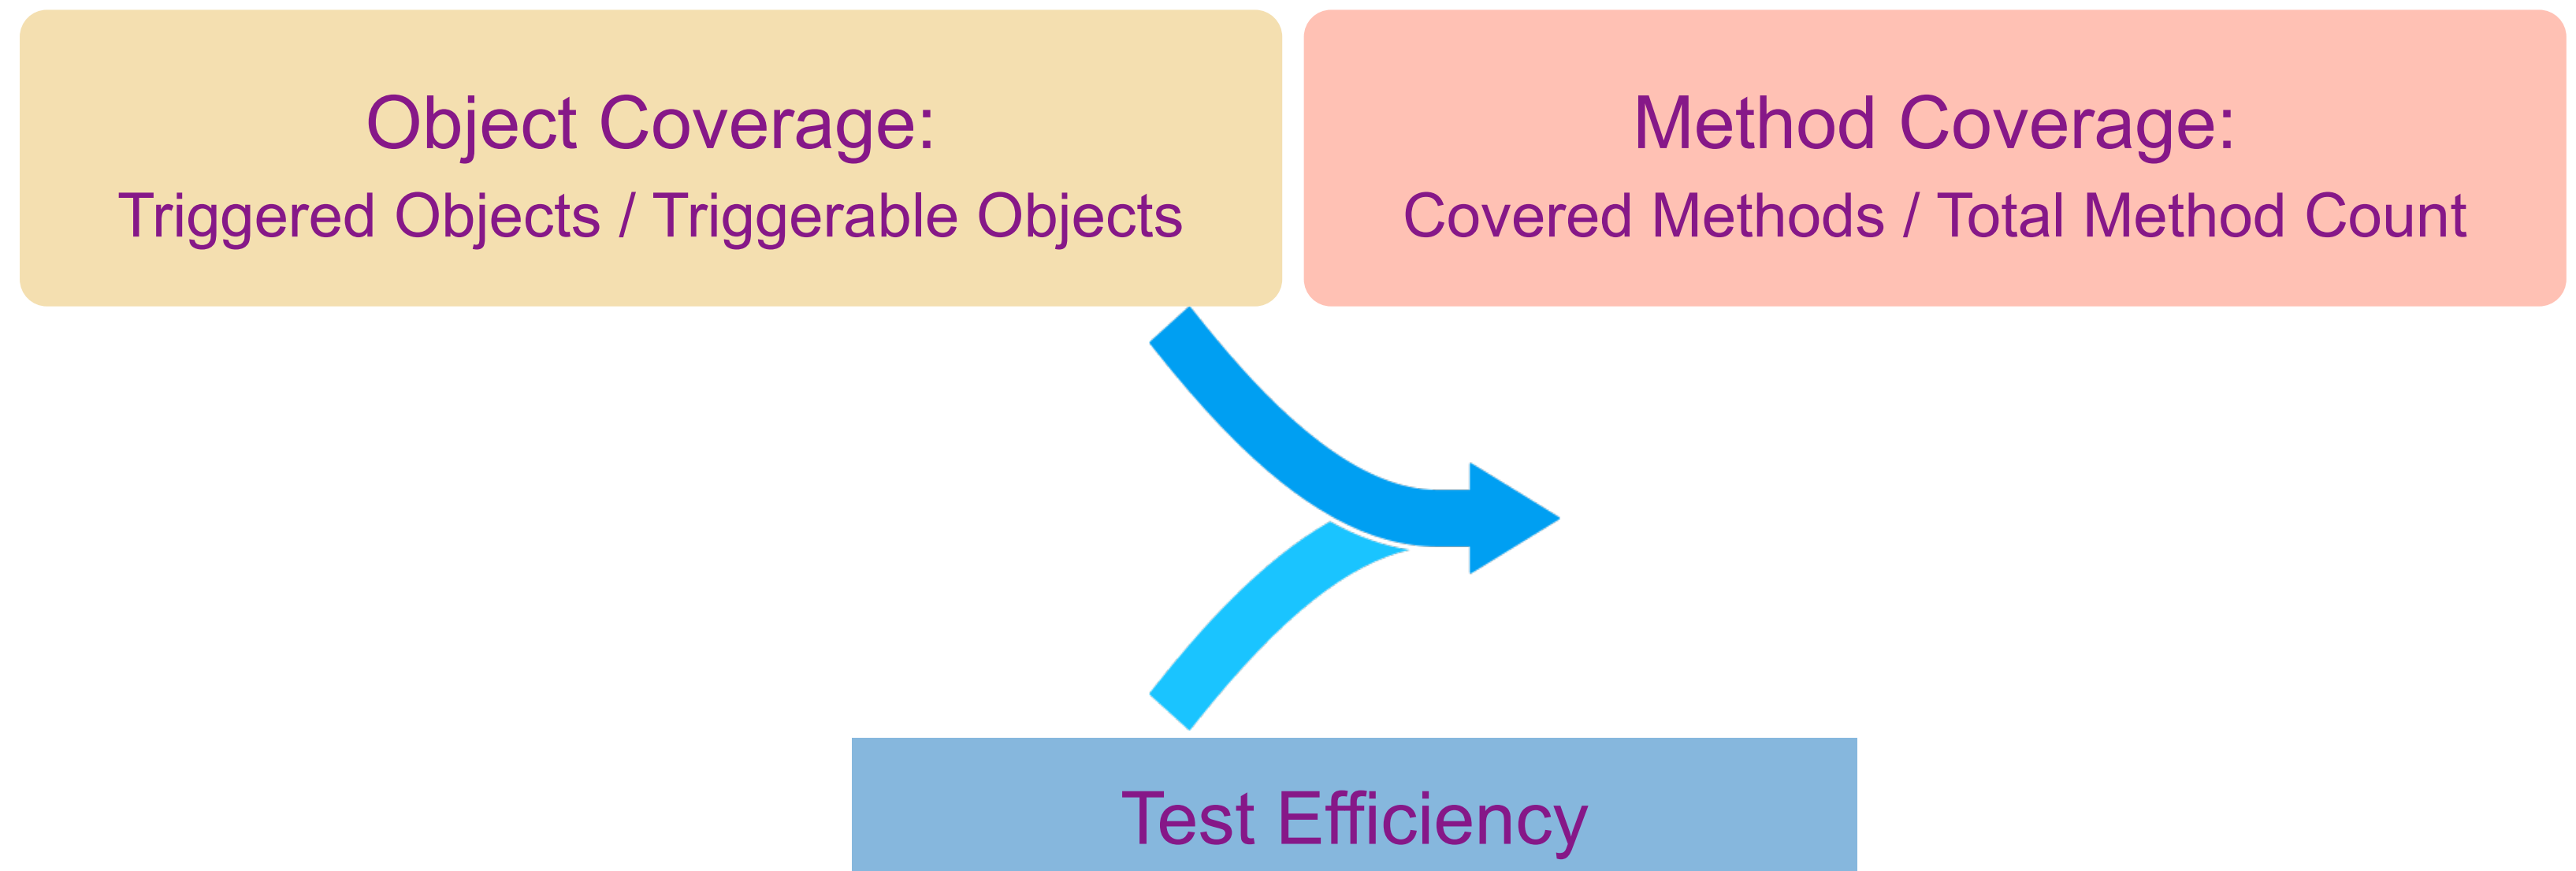 Object Coverage:
Triggered Objects / Triggerable Objects
Method Coverage:
Covered Methods / Total Method Count
Test Efficiency